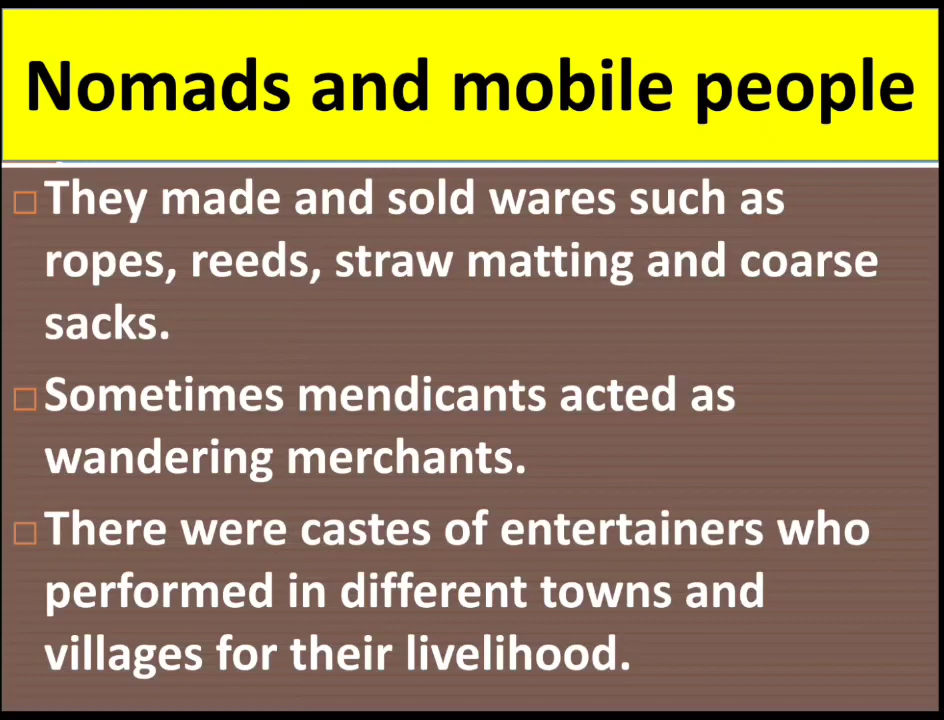 Nomads and mobile people
They made and sold wares such as
ropes, reeds, straw matting and coarse
sacks.
Sometimes mendicants acted as
wandering merchants.
There were castes of entertainers who
performed in different towns and
villages for their livelihood.